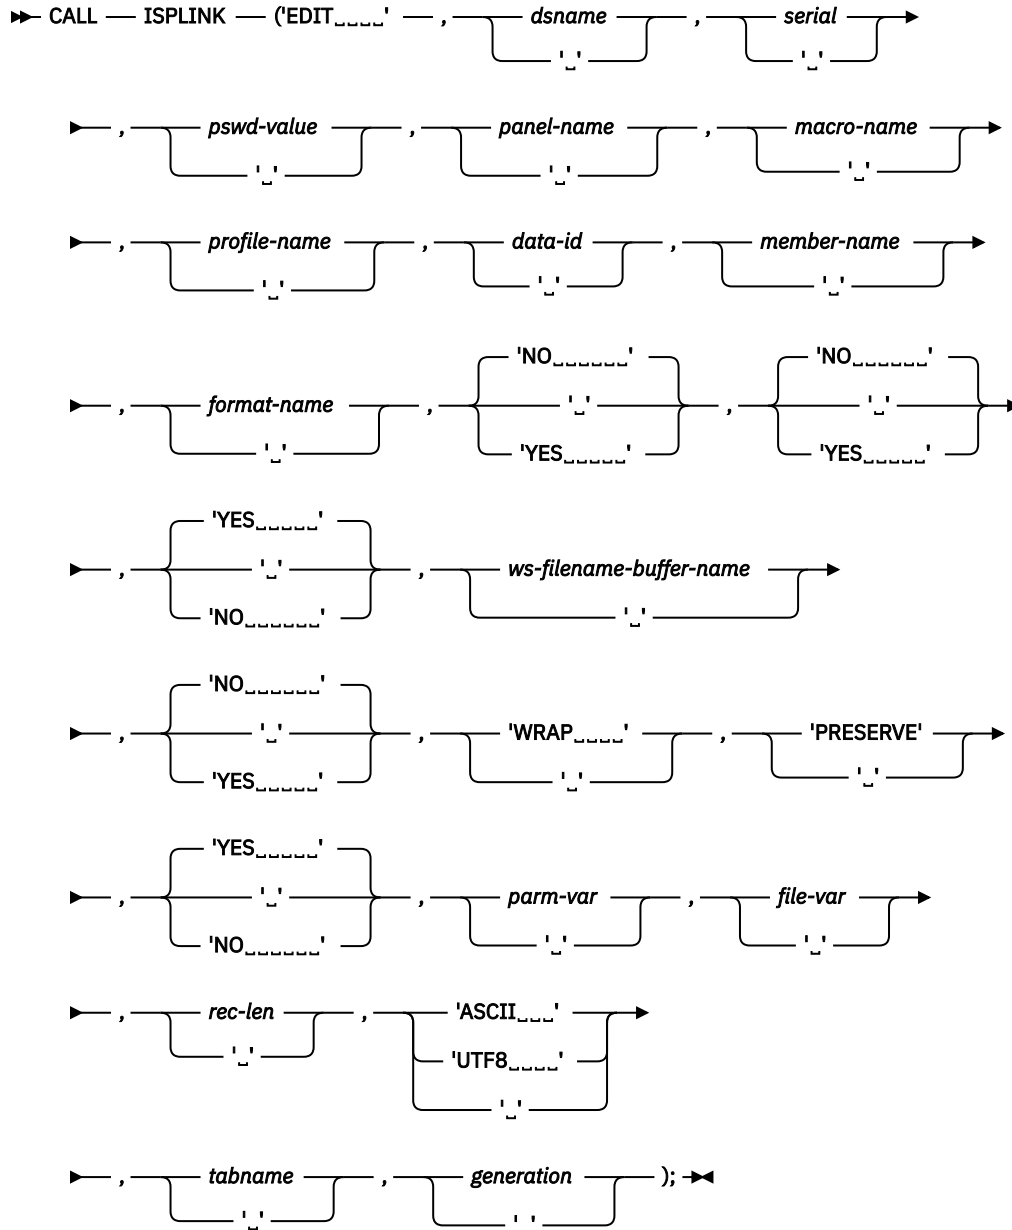 CALL ISPLINK ('EDIT␣␣␣␣' , dsname , serial
'␣' '␣'
, pswd-value , panel-name , macro-name
'␣' '␣' '␣'
, profile-name , data-id , member-name
'␣' '␣' '␣'
'NO␣␣␣␣␣␣' 'NO␣␣␣␣␣␣'
, format-name , '␣' , '␣'
'␣' 'YES␣␣␣␣␣' 'YES␣␣␣␣␣'
'YES␣␣␣␣␣'
, '␣' , ws-filename-buffer-name
'NO␣␣␣␣␣␣' '␣'
'NO␣␣␣␣␣␣'
, '␣' , 'WRAP␣␣␣␣' , 'PRESERVE'
'YES␣␣␣␣␣' '␣' '␣'
'YES␣␣␣␣␣'
, '␣' , parm-var , file-var
'NO␣␣␣␣␣␣' '␣' '␣'
, rec-len , 'ASCII␣␣␣'
'␣' 'UTF8␣␣␣␣'
'␣'
, tabname , generation );
'␣' ' '